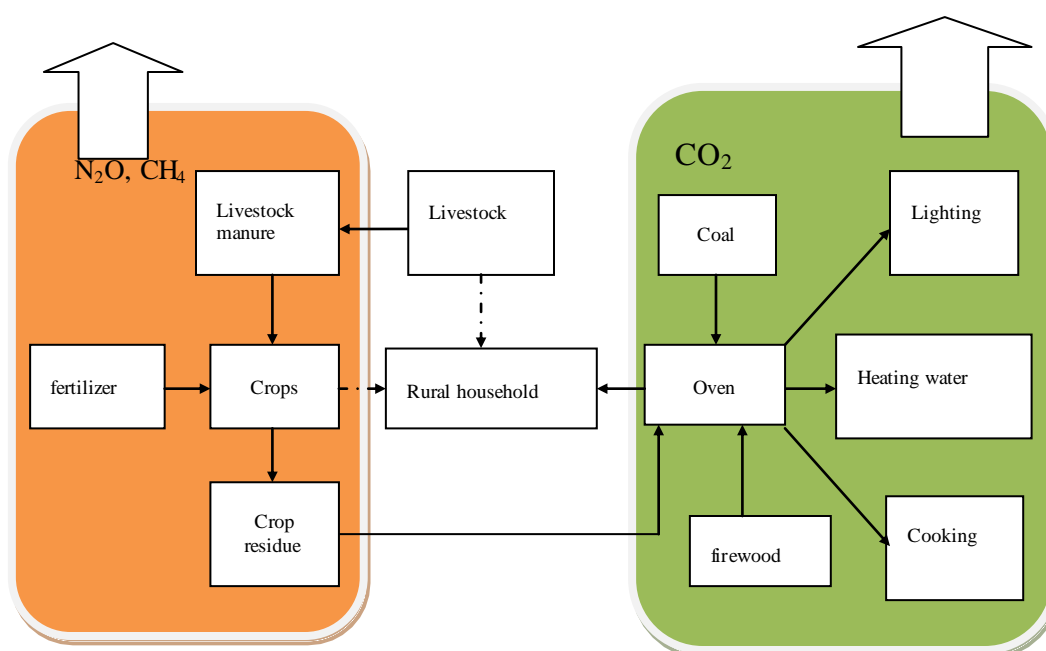 N₂O, CH₄
CO₂
Livestock
manure
Livestock
Coal
Lighting
fertilizer
Crops
Rural household
Oven
Heating water
Crop
residue
firewood
Cooking